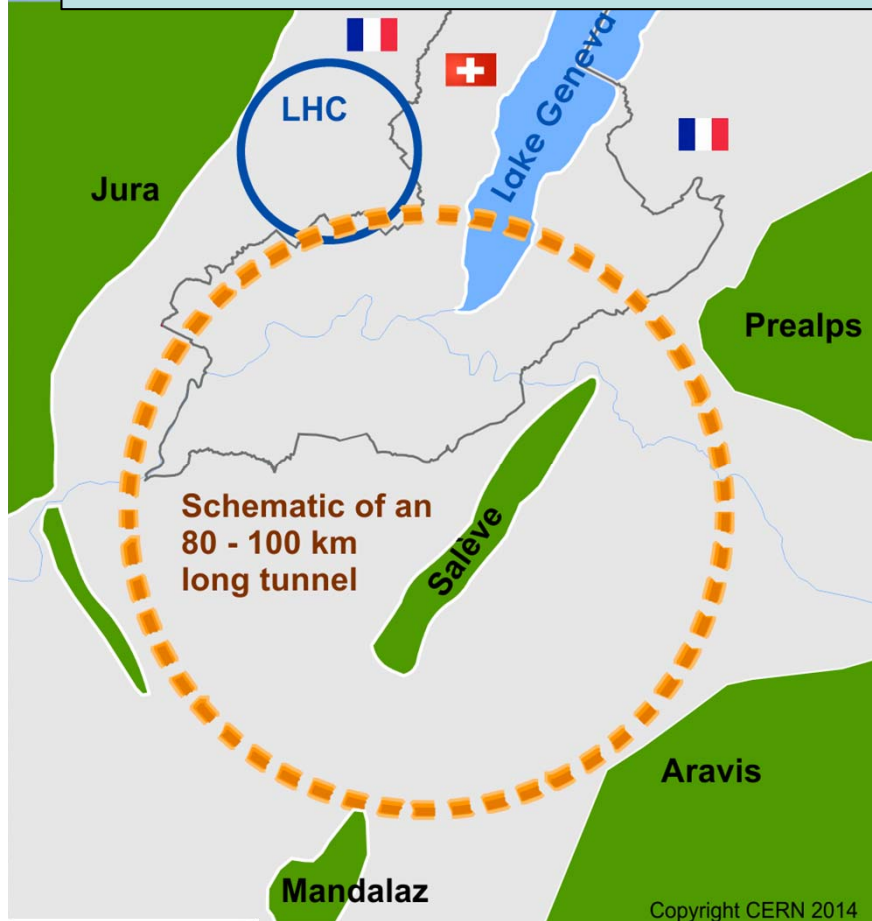 LHC
Lake Geneva
Jura
Prealps
Schematic of an
80 - 100 km
long tunnel
Salève
Aravis
Mandalaz
Copyright CERN 2014